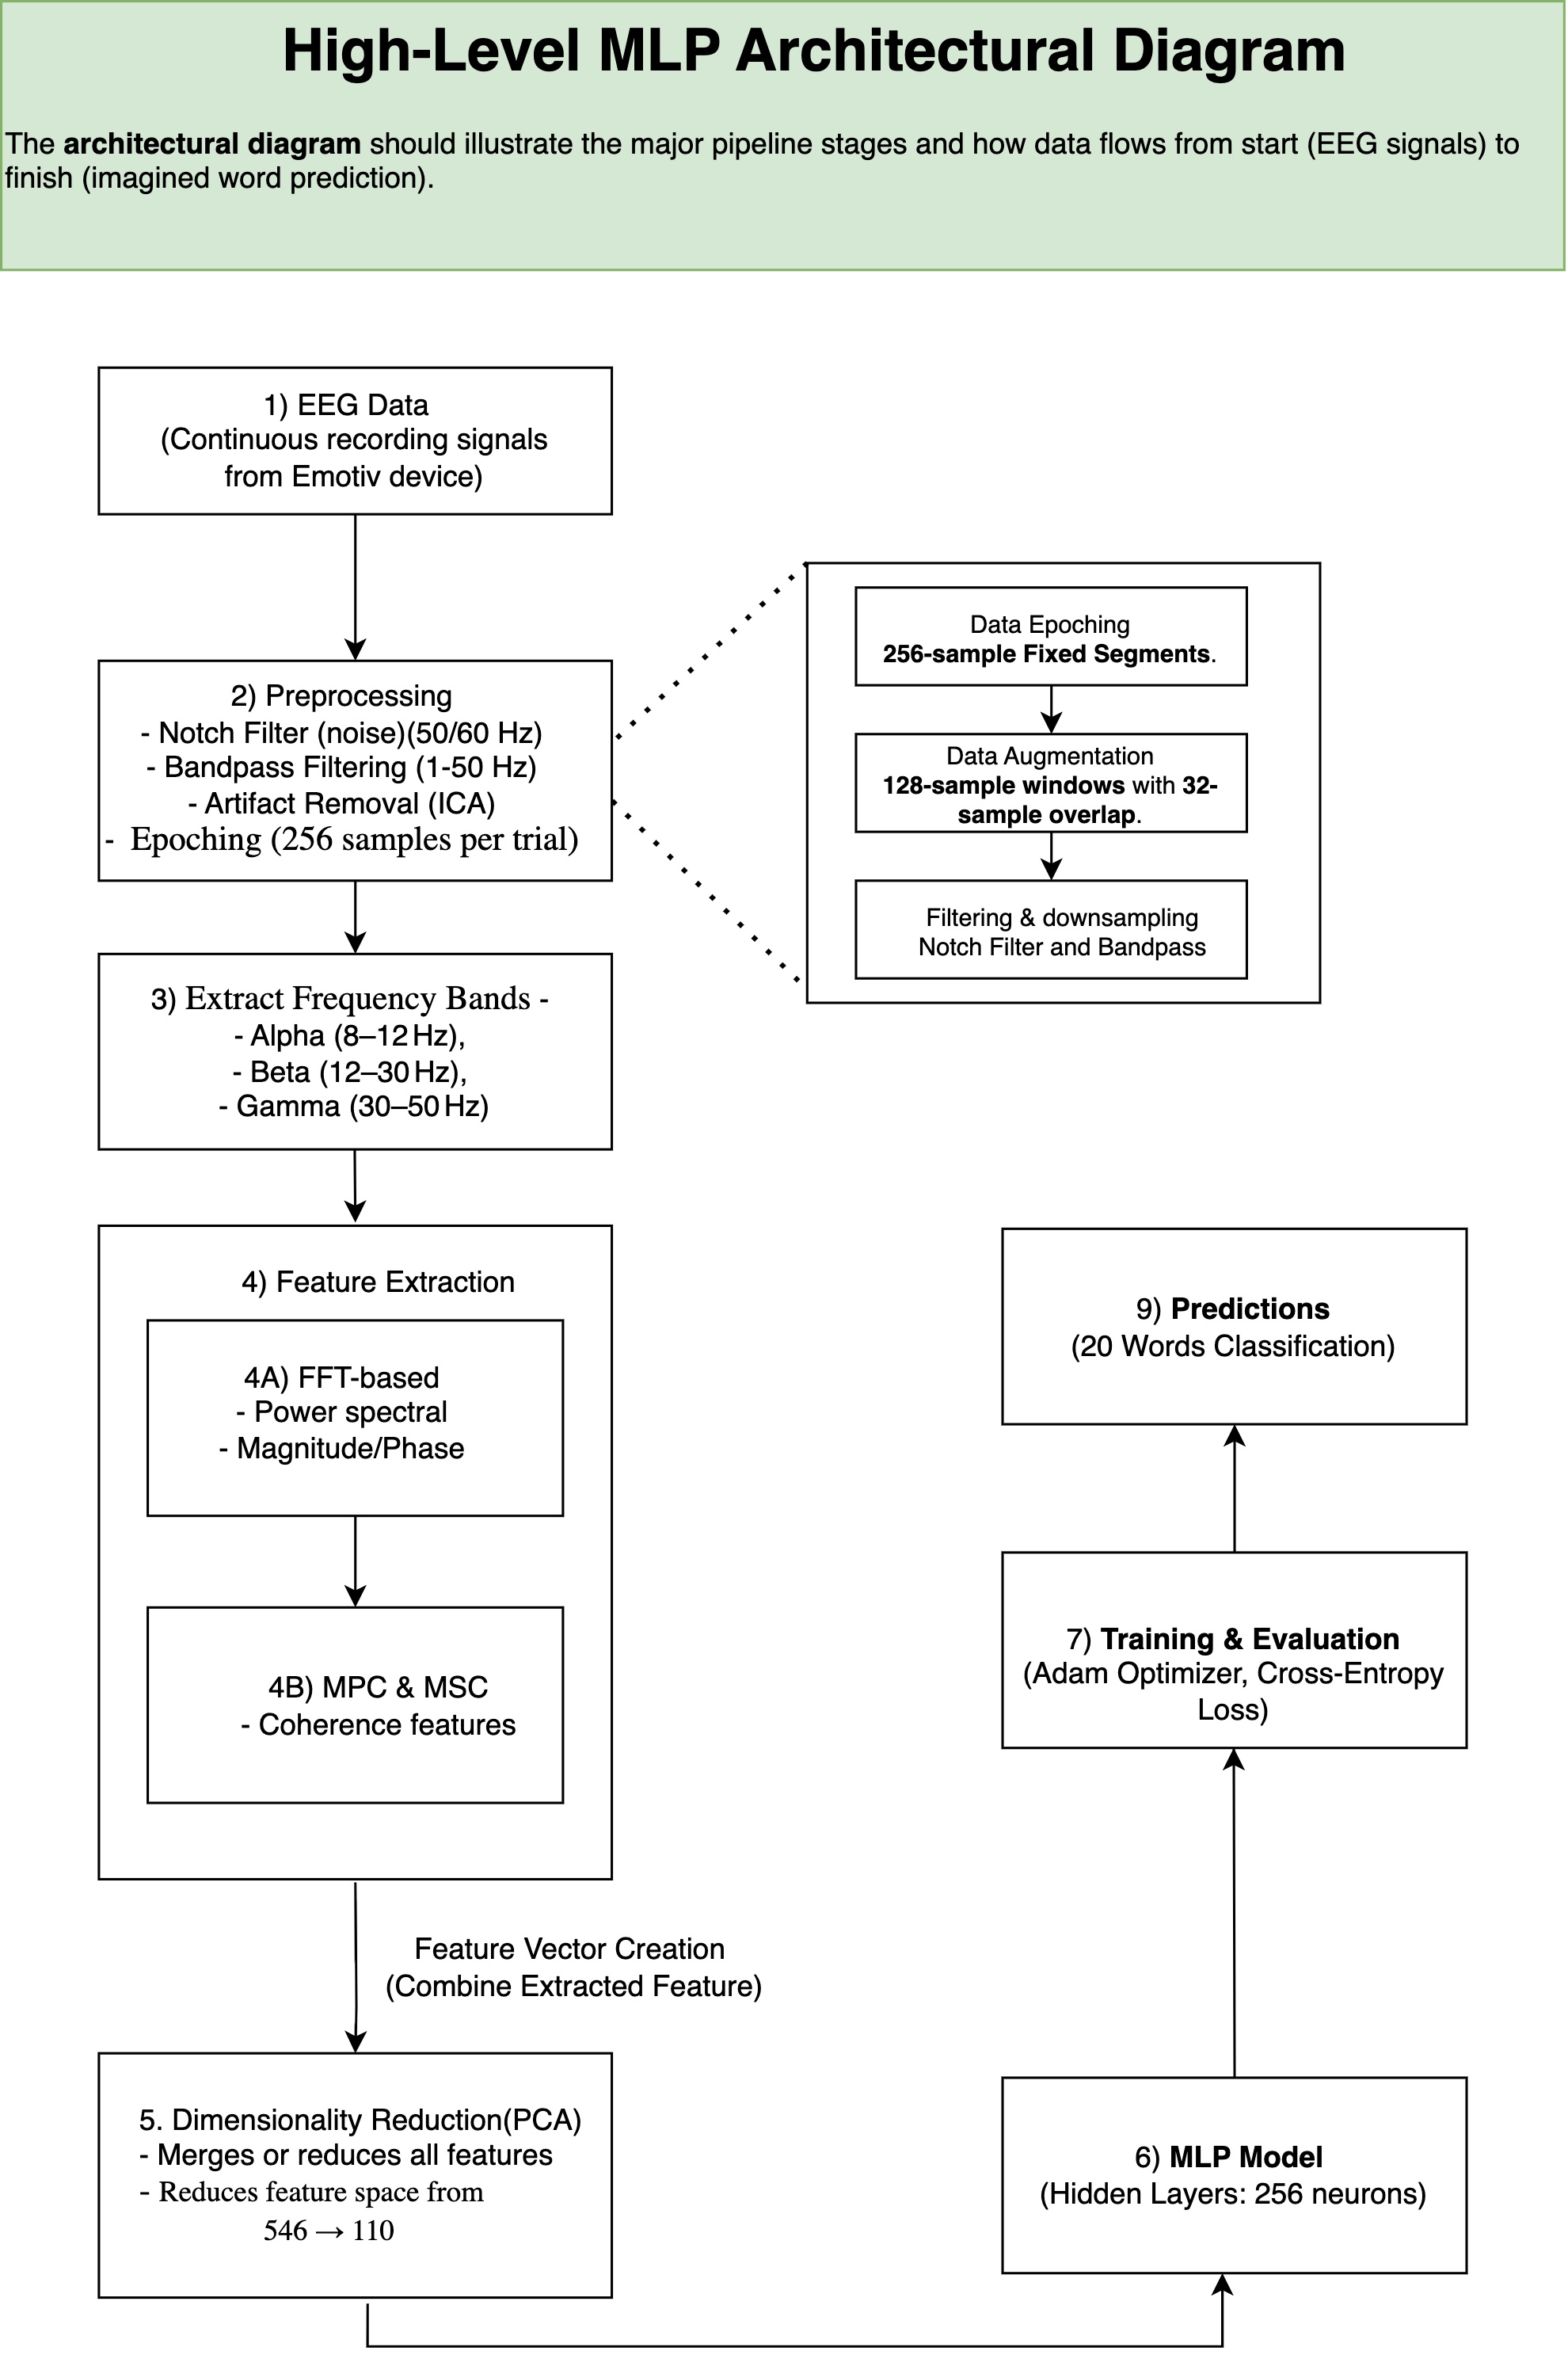 High-Level MLP Architectural Diagram
The architectural diagram should illustrate the major pipeline stages and how data flows from start (EEG signals) to
finish (imagined word prediction).
1) EEG Data
(Continuous recording signals
from Emotiv device)
2) Preprocessing
- Notch Filter (noise)(50/60 Hz)
- Bandpass Filtering (1-50 Hz)
- Artifact Removal (ICA)
- Epoching (256 samples per trial)
Data Epoching
256-sample Fixed Segments.
Data Augmentation
128-sample windows with 32-
sample overlap.
Filtering & downsampling
Notch Filter and Bandpass
3) Extract Frequency Bands -
- Alpha (8–12 Hz),
- Beta (12–30 Hz),
- Gamma (30–50 Hz)
4) Feature Extraction
4A) FFT-based
- Power spectral
- Magnitude/Phase
4B) MPC & MSC
- Coherence features
Feature Vector Creation
(Combine Extracted Feature)
5. Dimensionality Reduction(PCA)
- Merges or reduces all features
- Reduces feature space from
546 → 110
6) MLP Model
(Hidden Layers: 256 neurons)
7) Training & Evaluation
(Adam Optimizer, Cross-Entropy
Loss)
9) Predictions
(20 Words Classification)